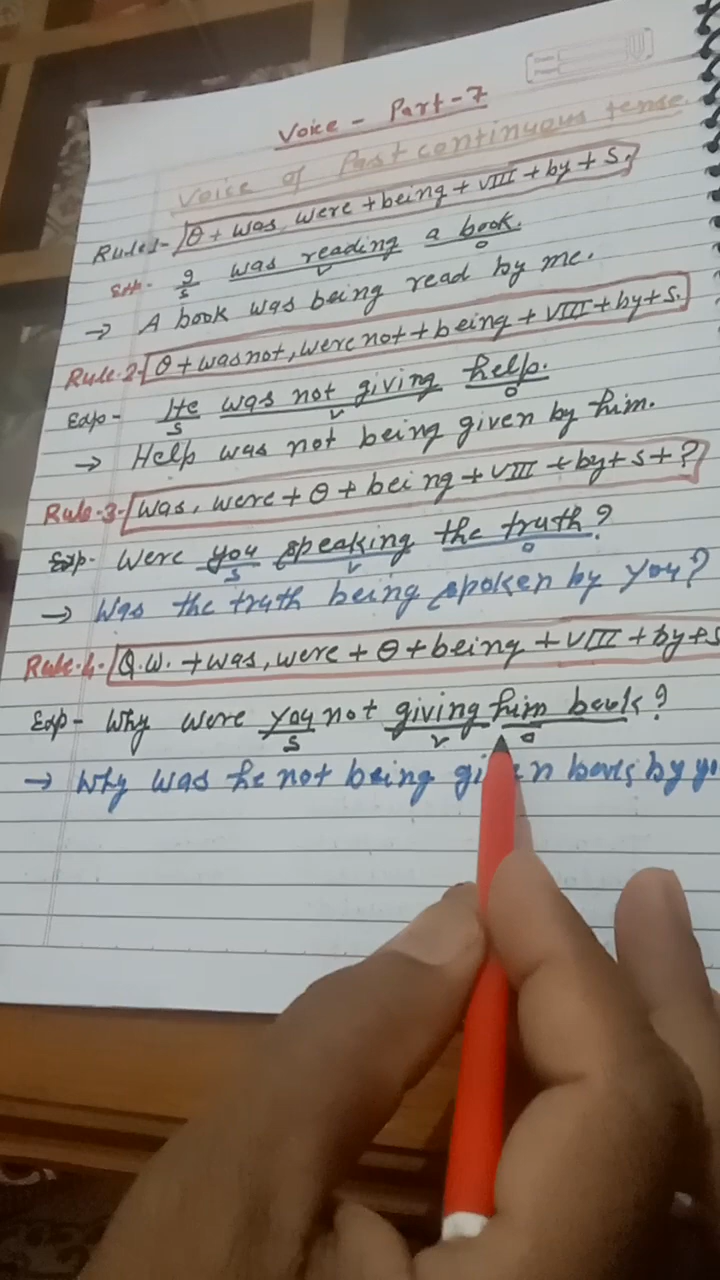 Voice - Part-7
Voice of Past continuous tense.
Rule1- O + was, were + being + VIII + by + S.
Exp- I was reading a book.
S V O
→ A book was being read by me.
Rule-2- O + was not, were not + being + VIII + by + S.
Exp- He was not giving help.
S V O
→ Help was not being given by him.
Rule-3- Was, were + O + being + VIII + by + S + ?
Exp- Were you speaking the truth?
S V O
→ Was the truth being spoken by you?
Rule-4- Q.W. + was, were + O + being + VIII + by + S
Exp- Why were you not giving him book?
S V O
→ Why was he not being given by